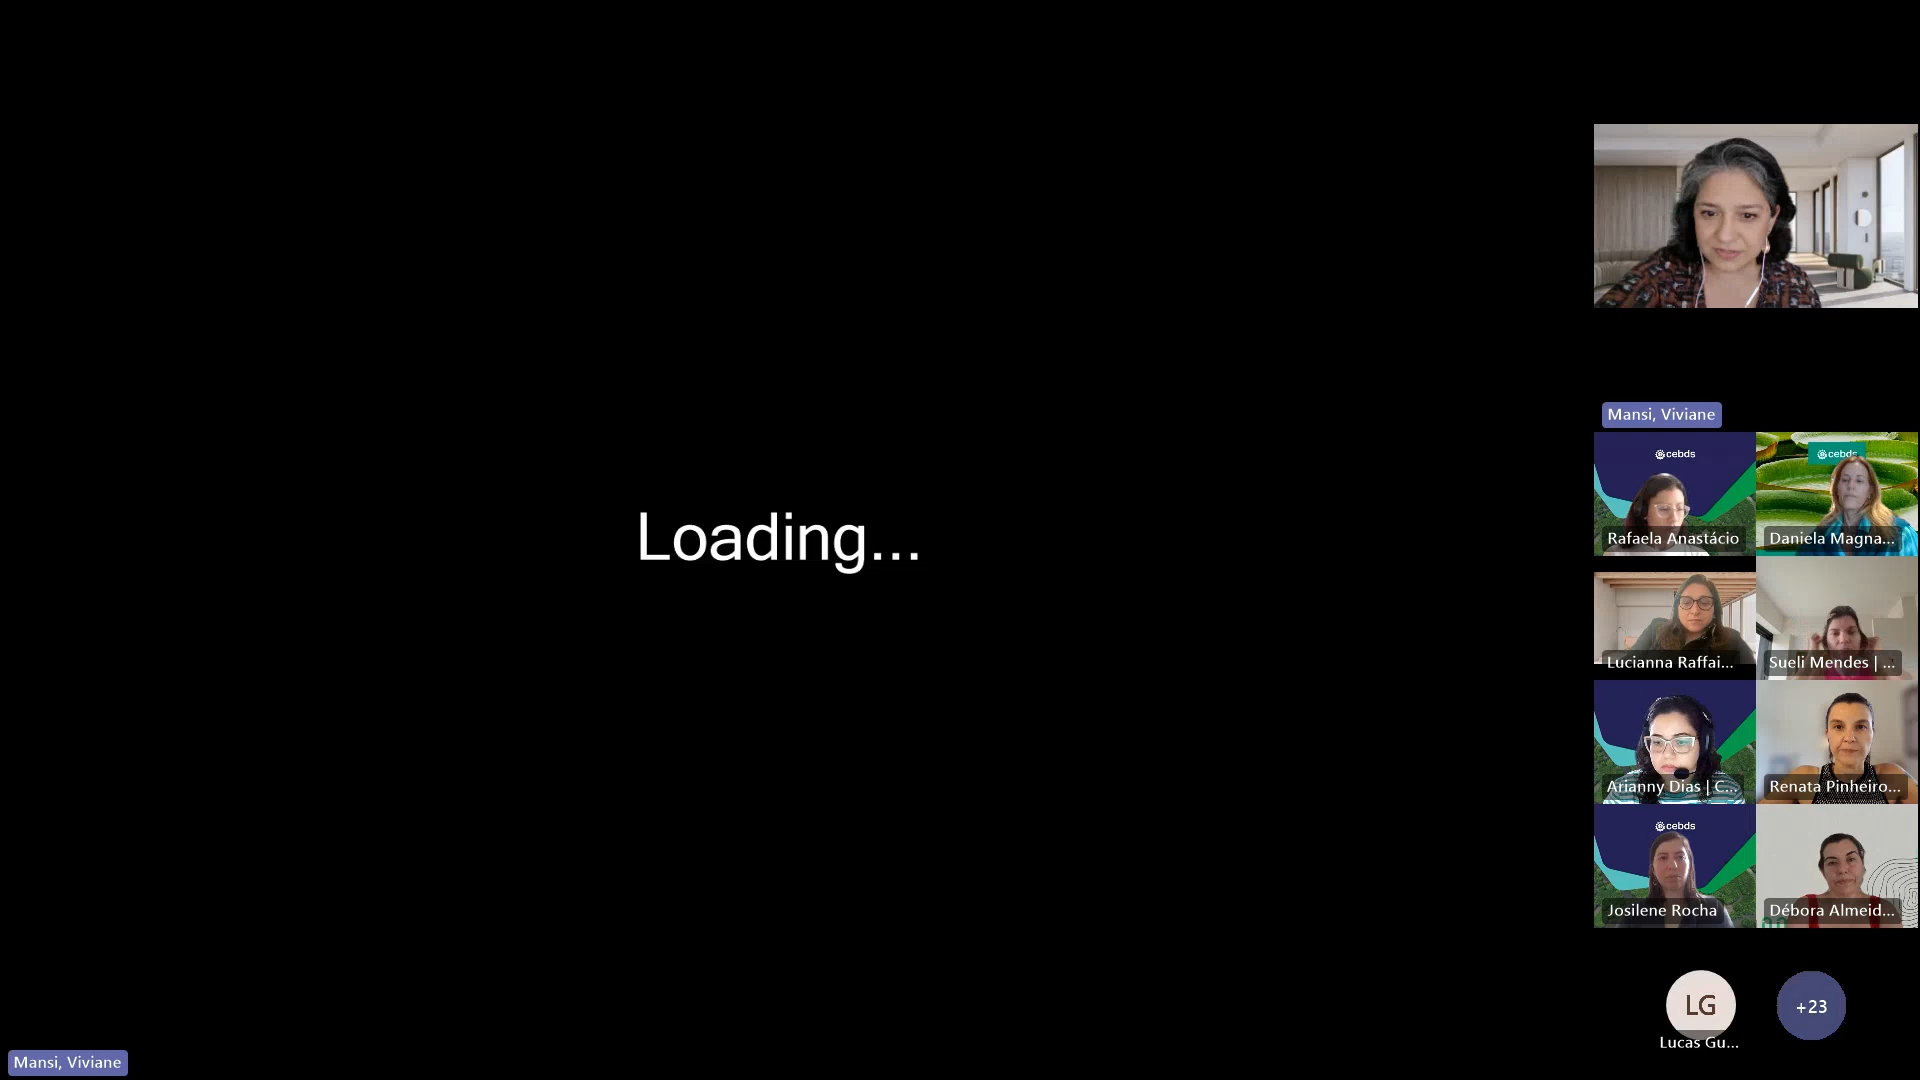 Loading...
Mansi, Viviane
cebds
cebds
Rafaela Anastácio
Daniela Magna...
Lucianna Raffai...
Sueli Mendes | ...
Arianny Dias | C...
Renata Pinheiro...
cebds
Josilene Rocha
Débora Almeid...
LG
+23
Lucas Gu...
Mansi, Viviane